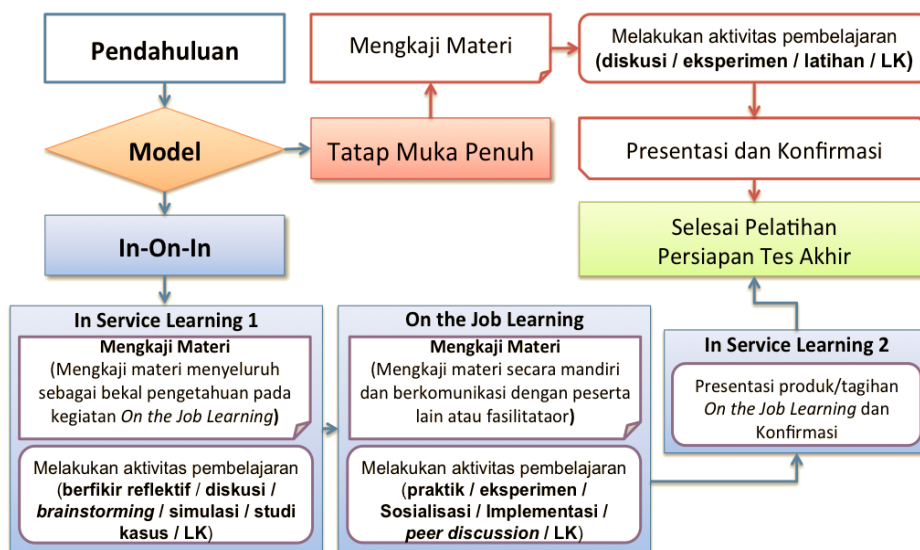 Pendahuluan
Model
Tatap Muka Penuh
Mengkaji Materi
Melakukan aktivitas pembelajaran
(diskusi / eksperimen / latihan / LK)
Presentasi dan Konfirmasi
Selesai Pelatihan
Persiapan Tes Akhir
In-On-In
In Service Learning 1
Mengkaji Materi
(Mengkaji materi menyeluruh
sebagai bekal pengetahuan pada
kegiatan On the Job Learning)
Melakukan aktivitas pembelajaran
(berfikir reflektif / diskusi /
brainstorming / simulasi / studi
kasus / LK)
On the Job Learning
Mengkaji Materi
(Mengkaji materi secara mandiri
dan berkomunikasi dengan peserta
lain atau fasilitataor)
Melakukan aktivitas pembelajaran
(praktik / eksperimen /
Sosialisasi / Implementasi /
peer discussion / LK)
In Service Learning 2
Presentasi produk/tagihan
On the Job Learning dan
Konfirmasi